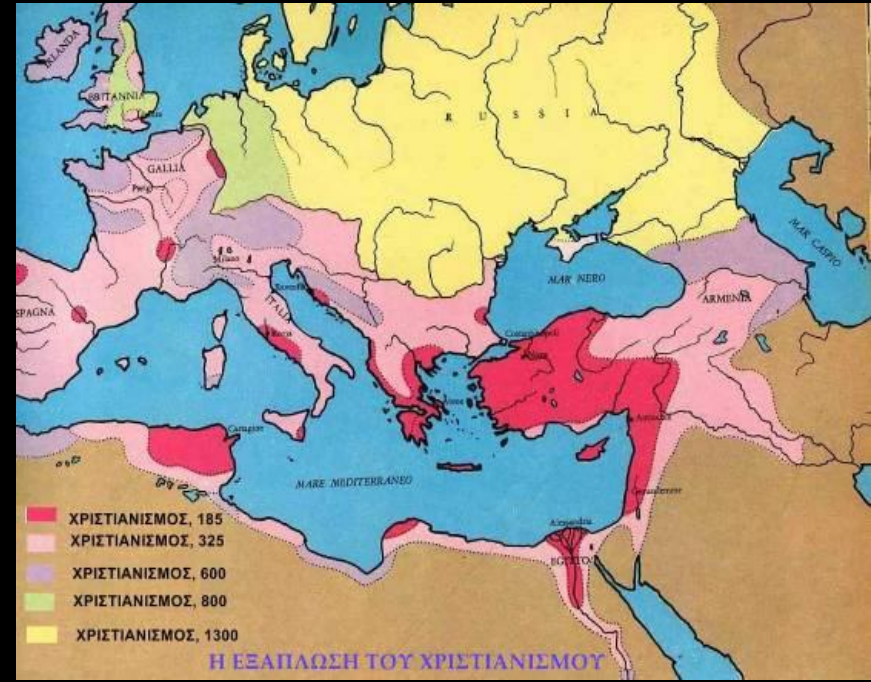 IRLANDA
BRITANNIA
GALLIA
Parigi
R U S S I A
Milano
Ravenna
ITALIA
Roma
SPAGNA
MAR NERO
MAR CASPIO
ARMENIA
Costantinopoli
Nicea
Atene
Antiochia
Cartagine
MARE MEDITERRANEO
Gerusalemme
Alessandria
EGITTO
ΧΡΙΣΤΙΑΝΙΣΜΟΣ, 185
ΧΡΙΣΤΙΑΝΙΣΜΟΣ, 325
ΧΡΙΣΤΙΑΝΙΣΜΟΣ, 600
ΧΡΙΣΤΙΑΝΙΣΜΟΣ, 800
ΧΡΙΣΤΙΑΝΙΣΜΟΣ, 1300
Η ΕΞΑΠΛΩΣΗ ΤΟΥ ΧΡΙΣΤΙΑΝΙΣΜΟΥ